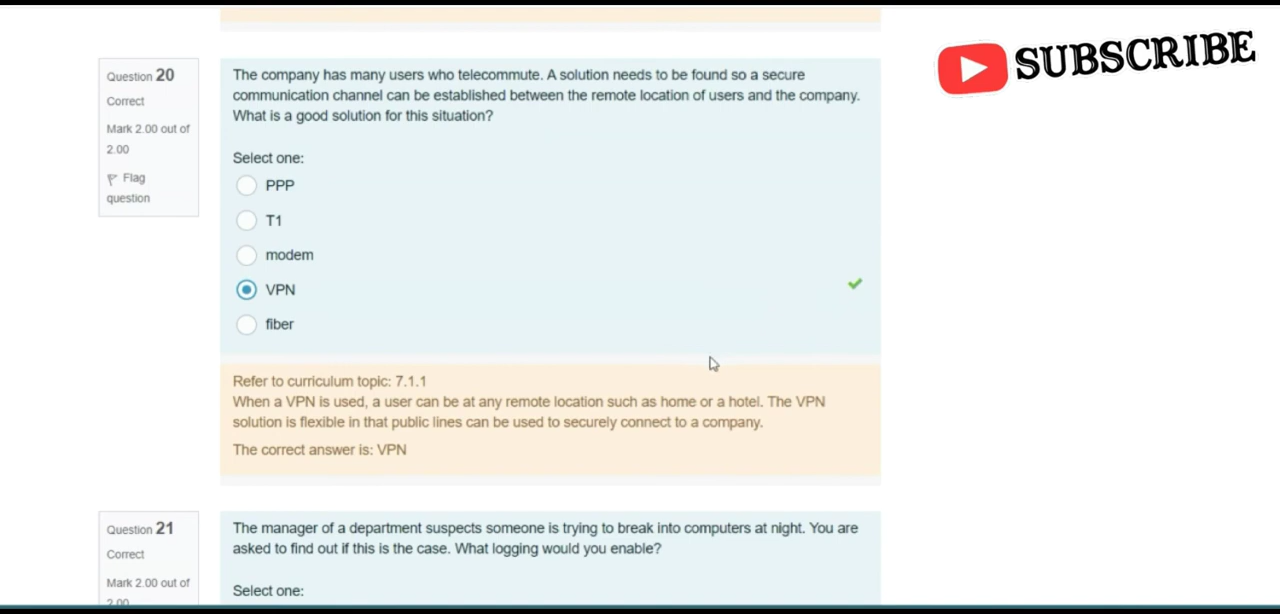 SUBSCRIBE
Question 20
Correct
Mark 2.00 out of
2.00
Flag
question
The company has many users who telecommute. A solution needs to be found so a secure
communication channel can be established between the remote location of users and the company.
What is a good solution for this situation?
Select one:
PPP
T1
modem
VPN
fiber
Refer to curriculum topic: 7.1.1
When a VPN is used, a user can be at any remote location such as home or a hotel. The VPN
solution is flexible in that public lines can be used to securely connect to a company.
The correct answer is: VPN
Question 21
Correct
Mark 2.00 out of
2.00
The manager of a department suspects someone is trying to break into computers at night. You are
asked to find out if this is the case. What logging would you enable?
Select one: